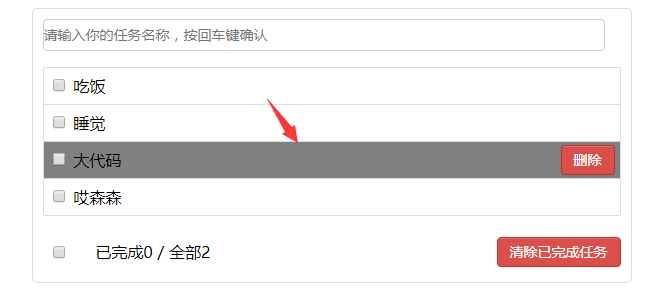 请输入你的任务名称，按回车键确认
吃饭
睡觉
大代码 删除
哎森森
已完成0 / 全部2 清除已完成任务